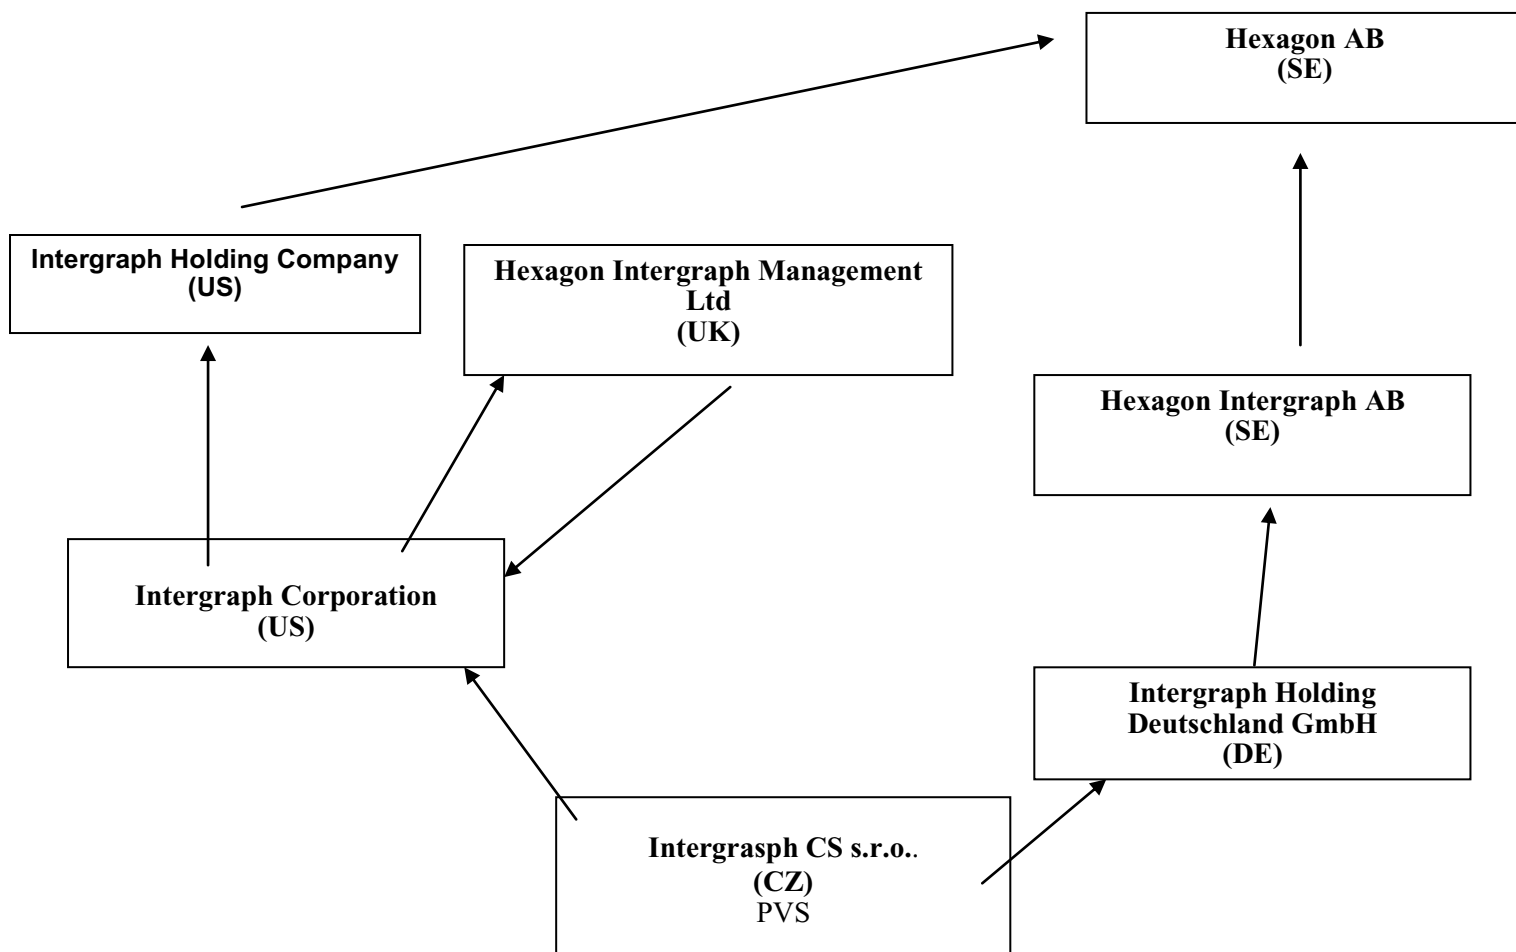 Hexagon AB
(SE)
Intergraph Holding Company
(US)
Hexagon Intergraph Management
Ltd
(UK)
Hexagon Intergraph AB
(SE)
Intergraph Corporation
(US)
Intergraph Holding
Deutschland GmbH
(DE)
Intergrasph CS s.r.o..
(CZ)
PVS